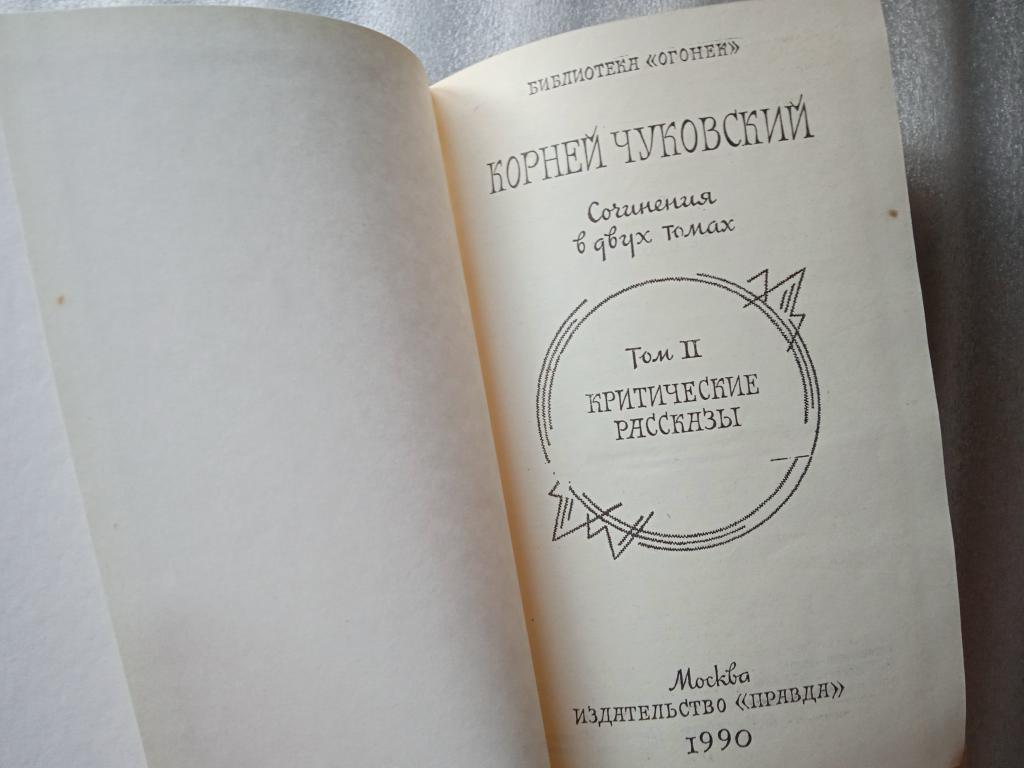 БИБЛИОТЕКА «ОГОНЕК»
КОРНЕЙ ЧУКОВСКИЙ
Сочинения
в двух томах
Том II
КРИТИЧЕСКИЕ
РАССКАЗЫ
Москва
ИЗДАТЕЛЬСТВО «ПРАВДА»
1990